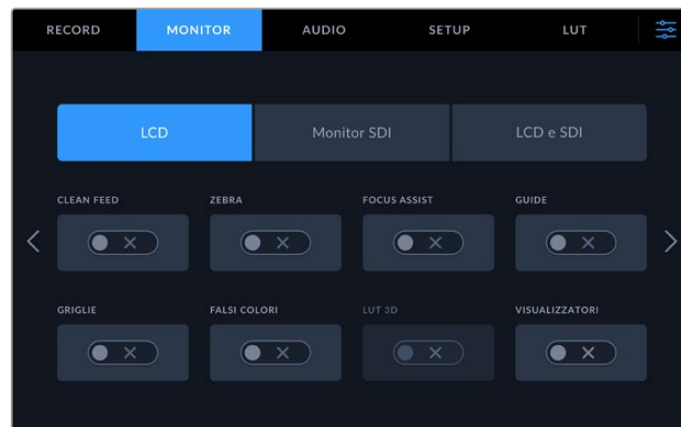 RECORD MONITOR AUDIO SETUP LUT
LCD Monitor SDI LCD e SDI
CLEAN FEED ZEBRA FOCUS ASSIST GUIDE
GRIGLIE FALSI COLORI LUT 3D VISUALIZZATORI